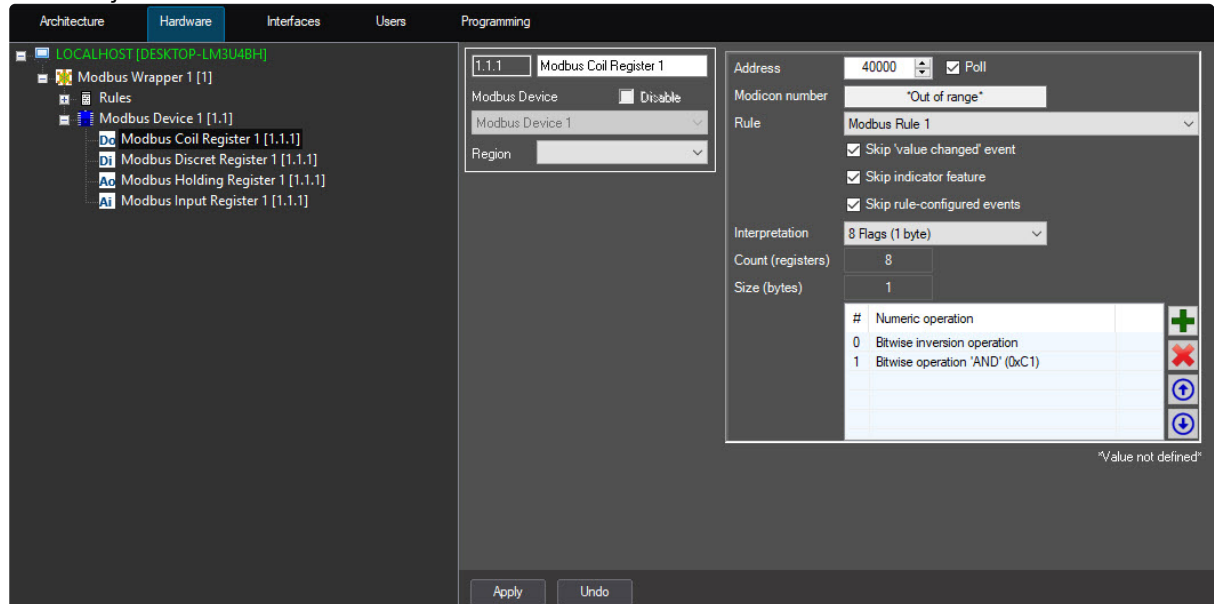 Architecture Hardware Interfaces Users Programming
LOCALHOST [DESKTOP-LM3U4BH]
Modbus Wrapper 1 [1]
Rules
Modbus Device 1 [1.1]
Do Modbus Coil Register 1 [1.1.1]
Di Modbus Discret Register 1 [1.1.1]
Ao Modbus Holding Register 1 [1.1.1]
Ai Modbus Input Register 1 [1.1.1]
1.1.1 Modbus Coil Register 1
Modbus Device Disable
Modbus Device 1
Region
Address 40000 Poll
Modicon number *Out of range*
Rule Modbus Rule 1
Skip 'value changed' event
Skip indicator feature
Skip rule-configured events
Interpretation 8 Flags (1 byte)
Count (registers) 8
Size (bytes) 1
# Numeric operation
0 Bitwise inversion operation
1 Bitwise operation 'AND' (0xC1)
*Value not defined*
Apply Undo